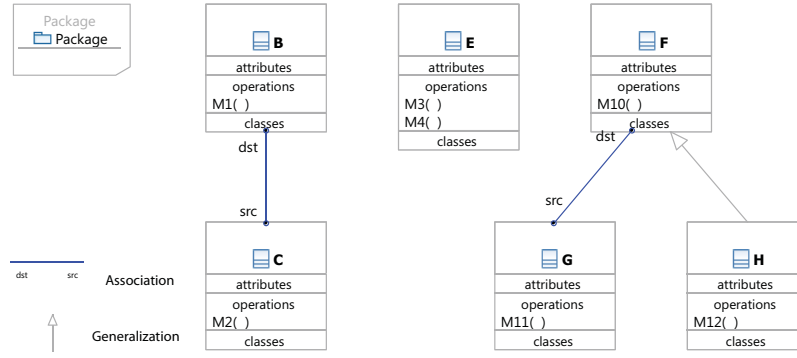 Package
Package
B
attributes
operations
M1( )
classes
dst
src
C
attributes
operations
M2( )
classes
E
attributes
operations
M3( )
M4( )
classes
F
attributes
operations
M10( )
classes
dst
src
G
attributes
operations
M11( )
classes
H
attributes
operations
M12( )
classes
dst src
Association
Generalization